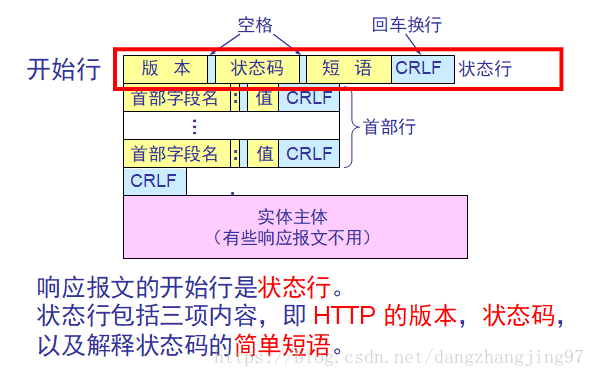 空格 回车换行
开始行 版 本 状态码 短 语 CRLF 状态行
首部字段名 : 值 CRLF
⋮ 首部行
首部字段名 : 值 CRLF
CRLF
实体主体
（有些响应报文不用）
响应报文的开始行是状态行。
状态行包括三项内容，即 HTTP 的版本，状态码，
以及解释状态码的简单短语。
https://blog.csdn.net/dangzhangjing97